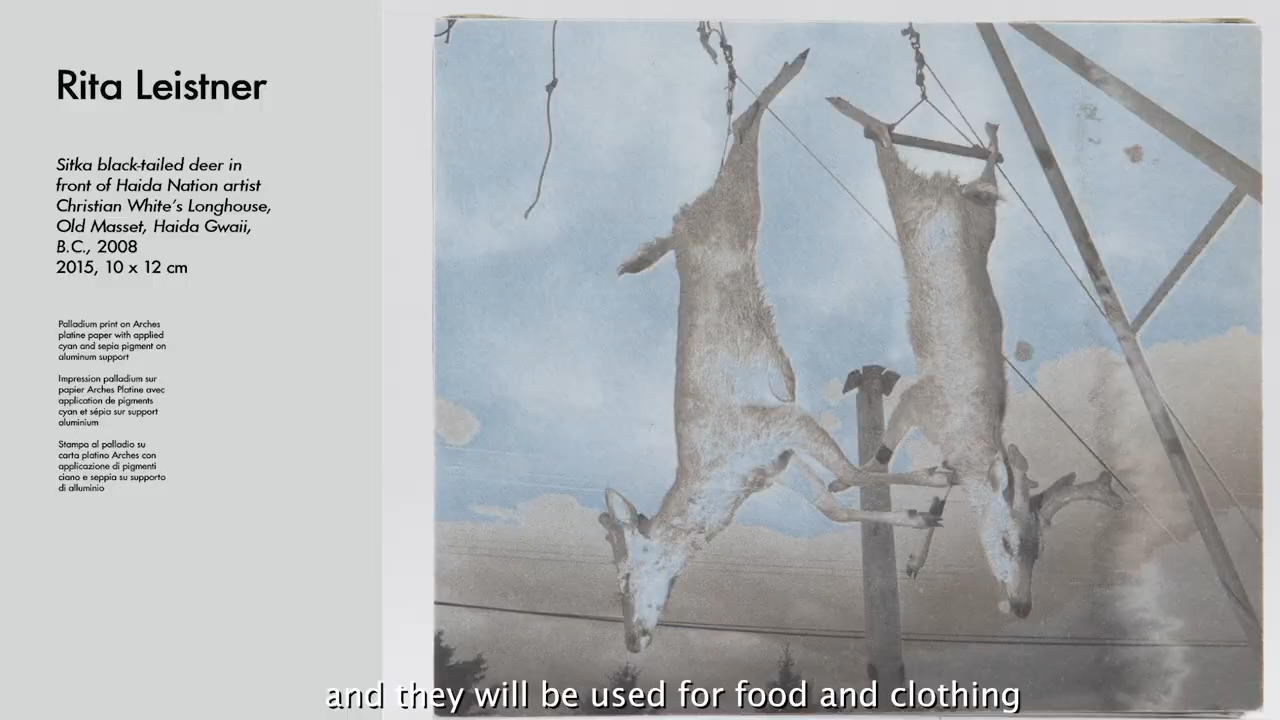 Rita Leistner
Sitka black-tailed deer in
front of Haida Nation artist
Christian White's Longhouse,
Old Masset, Haida Gwaii,
B.C., 2008
2015, 10 x 12 cm
Palladium print on Arches
platine paper with applied
cyan and sepia pigment on
aluminum support
Impression palladium sur
papier Arches Platine avec
application de pigments
cyan et sépia sur support
aluminium
Stampa al palladio su
carta platino Arches con
applicazione di pigmenti
ciano e seppia su supporto
di alluminio
and they will be used for food and clothing